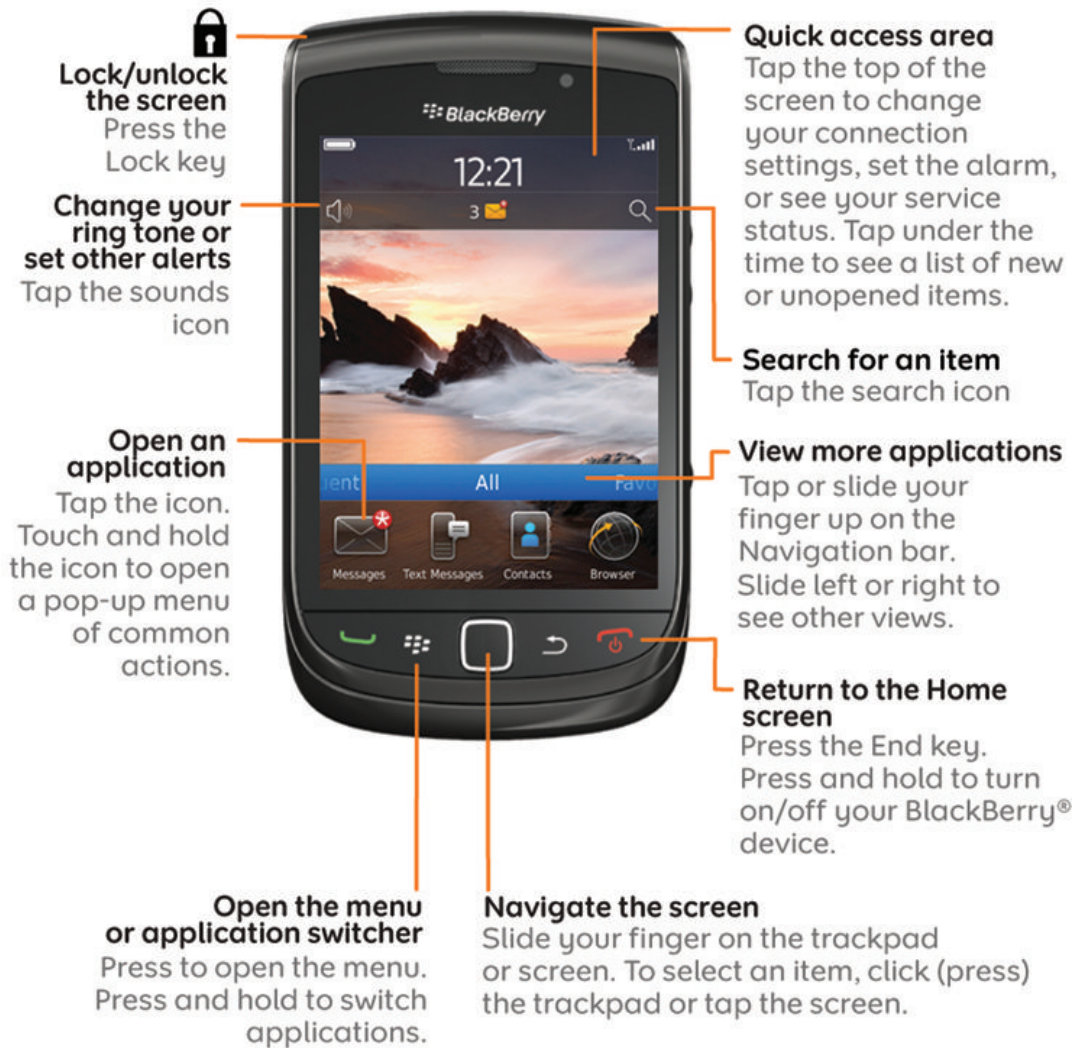 Lock/unlock
the screen
Press the
Lock key
Change your
ring tone or
set other alerts
Tap the sounds
icon
Open an
application
Tap the icon.
Touch and hold
the icon to open
a pop-up menu
of common
actions.
BlackBerry
12:21
3
uent
All
Favo
Messages
Text Messages
Contacts
Browser
Quick access area
Tap the top of the
screen to change
your connection
settings, set the alarm,
or see your service
status. Tap under the
time to see a list of new
or unopened items.
Search for an item
Tap the search icon
View more applications
Tap or slide your
finger up on the
Navigation bar.
Slide left or right to
see other views.
Return to the Home
screen
Press the End key.
Press and hold to turn
on/off your BlackBerry®
device.
Open the menu
or application switcher
Press to open the menu.
Press and hold to switch
applications.
Navigate the screen
Slide your finger on the trackpad
or screen. To select an item, click (press)
the trackpad or tap the screen.